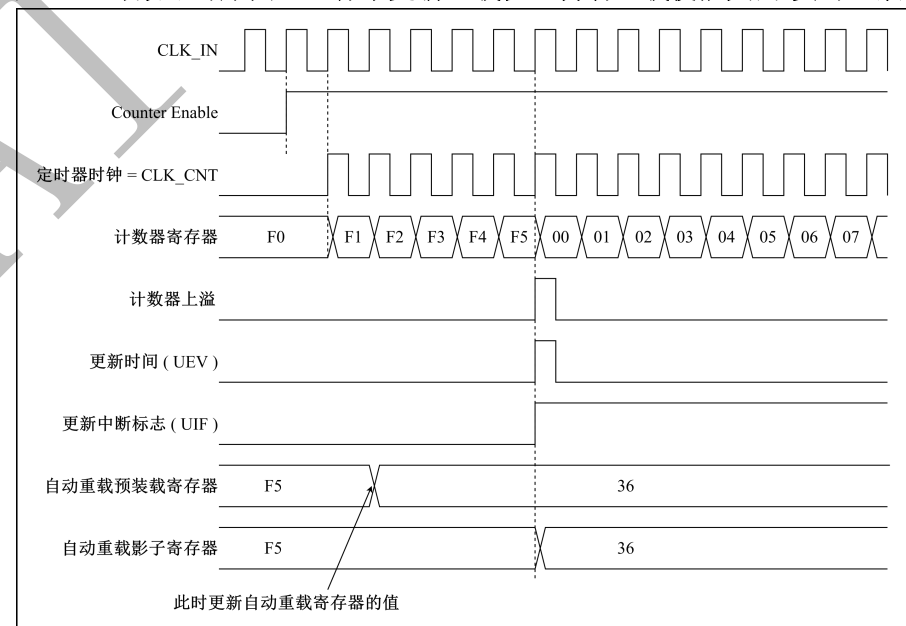 CLK_IN
Counter Enable
定时器时钟 = CLK_CNT
计数器寄存器 F0 F1 F2 F3 F4 F5 00 01 02 03 04 05 06 07
计数器上溢
更新时间 ( UEV )
更新中断标志 ( UIF )
自动重载预装载寄存器 F5 36
自动重载影子寄存器 F5 36
此时更新自动重载寄存器的值